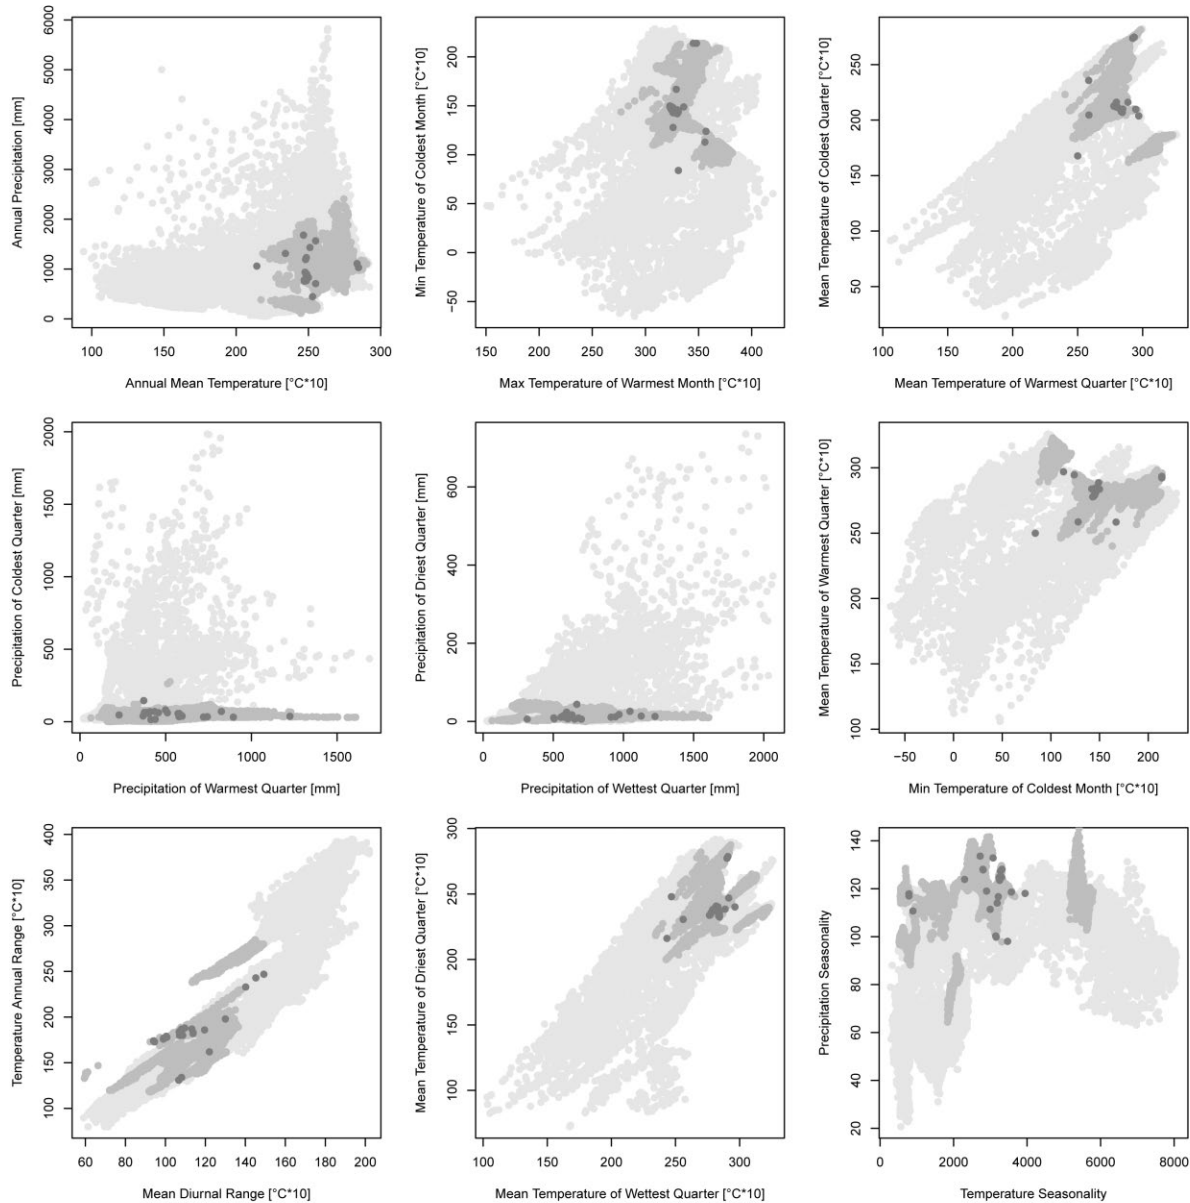 Annual Precipitation [mm]
0 1000 2000 3000 4000 5000 6000
100 150 200 250 300
Annual Mean Temperature [°C*10]
Min Temperature of Coldest Month [°C*10]
−50 0 50 100 150 200
150 200 250 300 350 400
Max Temperature of Warmest Month [°C*10]
Mean Temperature of Coldest Quarter [°C*10]
50 100 150 200 250
100 150 200 250 300
Mean Temperature of Warmest Quarter [°C*10]
Precipitation of Coldest Quarter [mm]
0 500 1000 1500 2000
0 500 1000 1500
Precipitation of Warmest Quarter [mm]
Precipitation of Driest Quarter [mm]
0 200 400 600
0 500 1000 1500 2000
Precipitation of Wettest Quarter [mm]
Mean Temperature of Warmest Quarter [°C*10]
100 150 200 250 300
−50 0 50 100 150 200
Min Temperature of Coldest Month [°C*10]
Temperature Annual Range [°C*10]
100 150 200 250 300 350 400
60 80 100 120 140 160 180 200
Mean Diurnal Range [°C*10]
Mean Temperature of Driest Quarter [°C*10]
100 150 200 250 300
100 150 200 250 300
Mean Temperature of Wettest Quarter [°C*10]
Precipitation Seasonality
20 40 60 80 100 120 140
0 2000 4000 6000 8000
Temperature Seasonality